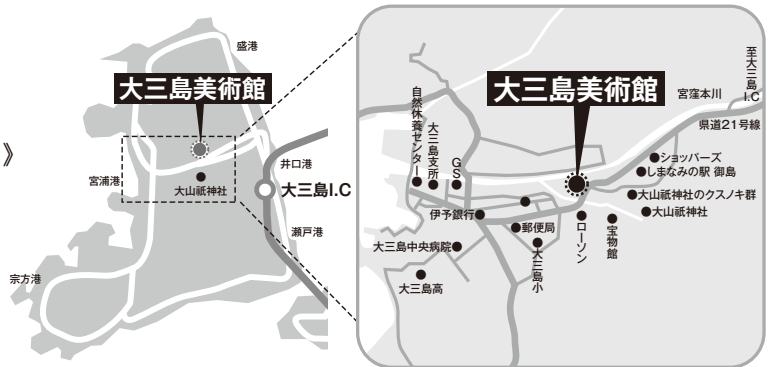 》
盛港
大三島美術館
宮浦港
大山祇神社
井口港
大三島I.C
瀬戸港
宗方港
至大三島I.C
大三島美術館
宮窪本川
県道21号線
自然休養センター
大三島支所
GS
ショッパーズ
しまなみの駅 御島
大山祇神社のクスノキ群
大山祇神社
伊予銀行
郵便局
ローソン
宝物館
大三島中央病院
大三島小
大三島高